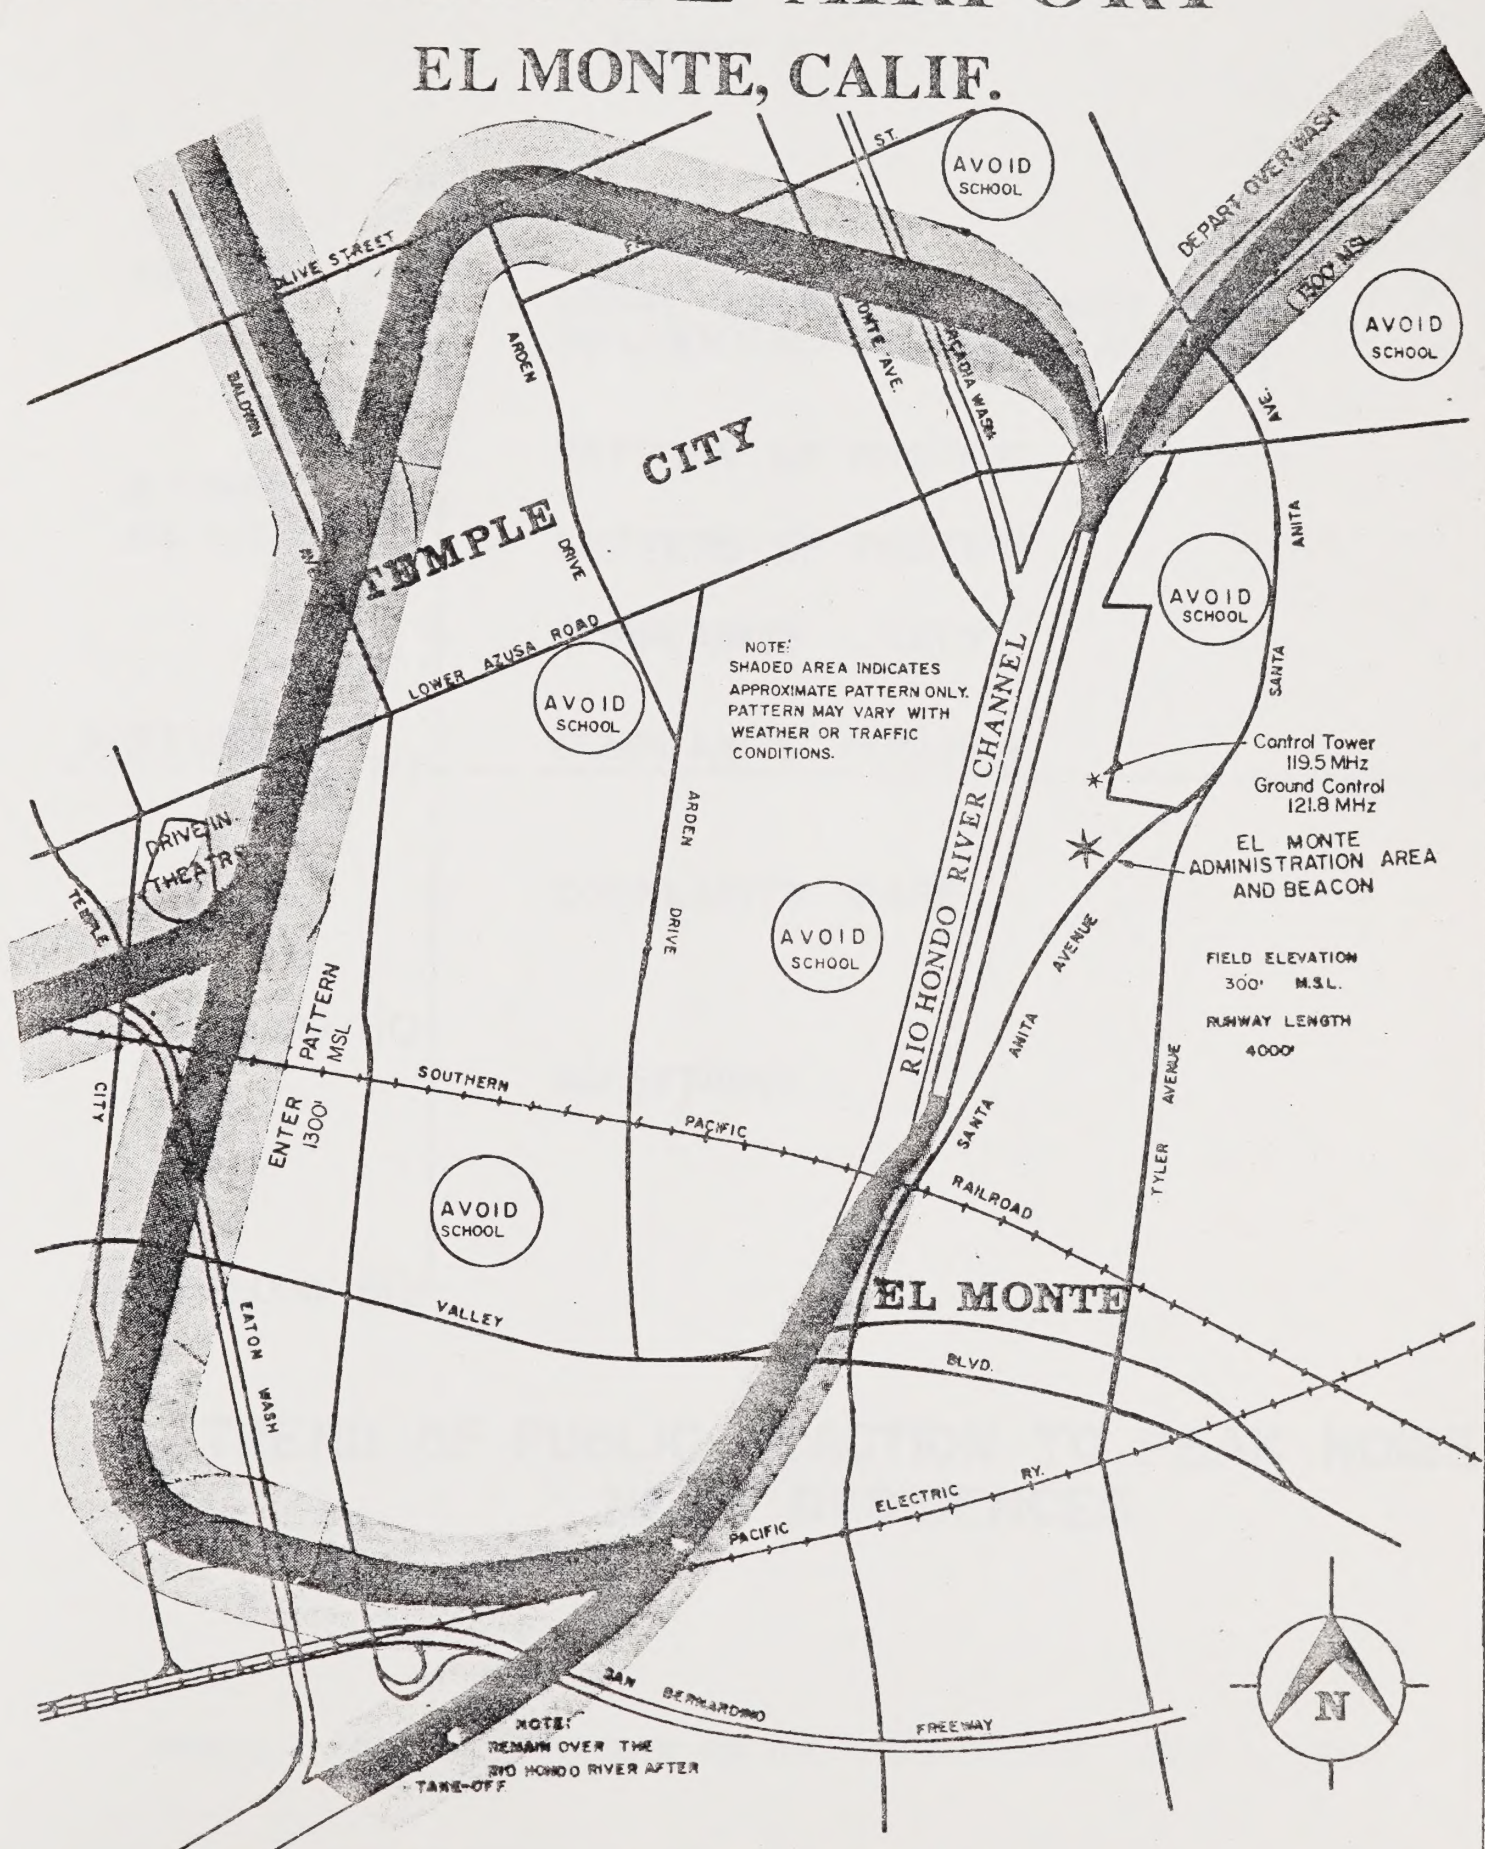 AIRPORT
EL MONTE, CALIF.
ST.
AVOID
SCHOOL
DEPART OVER WASH
1300' MSL
AVOID
SCHOOL
LIVE STREET
BALDWIN
AVE
ARDEN
DRIVE
ONTE AVE.
RCADIA WASH
AVE.
TEMPLE
CITY
ANITA
SANTA
AVOID
SCHOOL
LOWER AZUSA ROAD
AVOID
SCHOOL
NOTE:
SHADED AREA INDICATES
APPROXIMATE PATTERN ONLY.
PATTERN MAY VARY WITH
WEATHER OR TRAFFIC
CONDITIONS.
RIO HONDO RIVER CHANNEL
Control Tower
119.5 MHz
Ground Control
121.8 MHz
EL MONTE
ADMINISTRATION AREA
AND BEACON
DRIVE IN
THEATR
TEMPLE
CITY
ARDEN
DRIVE
AVOID
SCHOOL
AVENUE
ANITA
SANTA
FIELD ELEVATION
300' M.S.L.
RUNWAY LENGTH
4000'
TYLER AVENUE
ENTER PATTERN
1300' MSL
SOUTHERN
PACIFIC
RAILROAD
AVOID
SCHOOL
EL MONTE
VALLEY
BLVD.
EATON WASH
PACIFIC
ELECTRIC
RY.
SAN BERNARDINO
FREEWAY
NOTE:
REMAIN OVER THE
RIO HONDO RIVER AFTER
TAKE-OFF
N